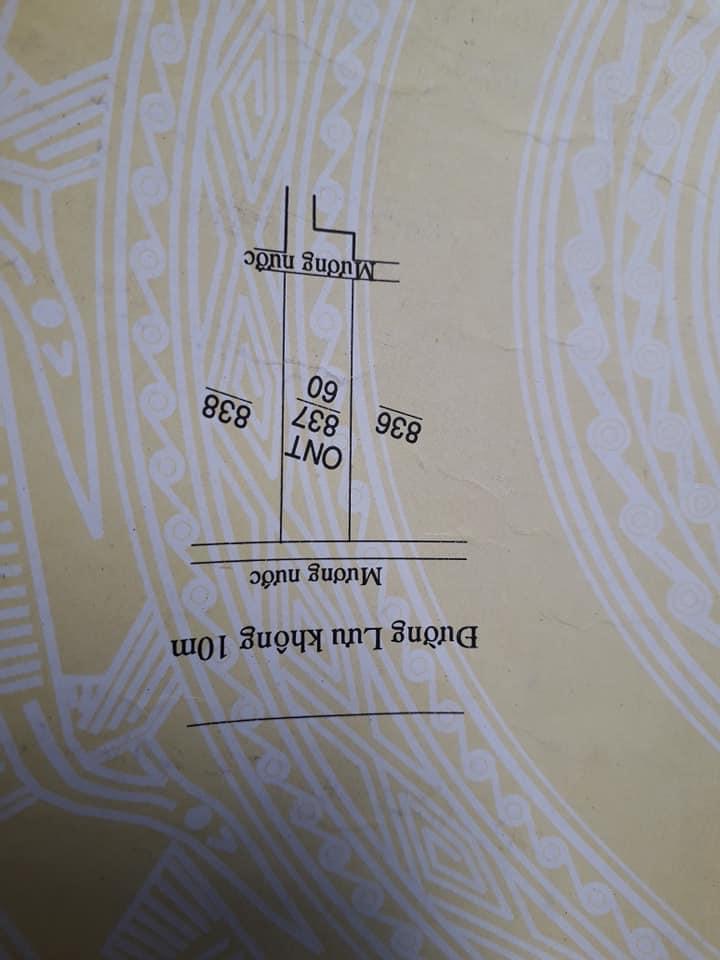 Đường Lưu không 10m
Mương nước
ONT
836
837
60
838
Mương nước